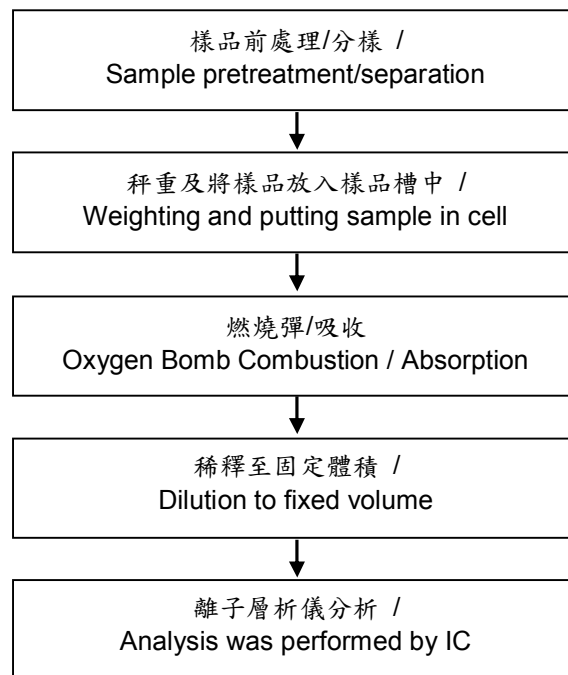 樣品前處理/分樣 /
Sample pretreatment/separation
秤重及將樣品放入樣品槽中 /
Weighting and putting sample in cell
燃燒彈/吸收
Oxygen Bomb Combustion / Absorption
稀釋至固定體積 /
Dilution to fixed volume
離子層析儀分析 /
Analysis was performed by IC